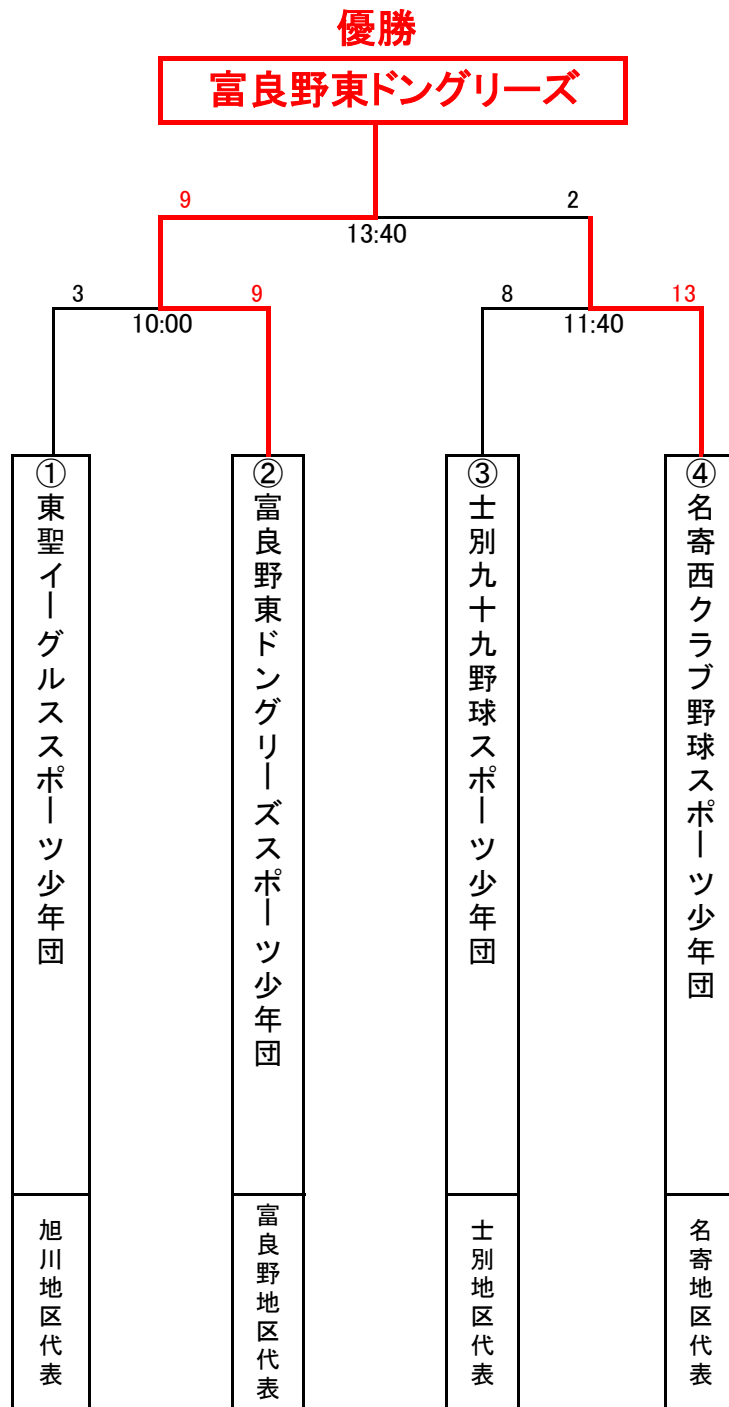 優勝
富良野東ドングリーズ
9
2
13:40
3
9
8
13
10:00
11:40
①東聖イーグルススポーツ少年団
②富良野東ドングリーズスポーツ少年団
③士別九十九野球スポーツ少年団
④名寄西クラブ野球スポーツ少年団
旭川地区代表
富良野地区代表
士別地区代表
名寄地区代表